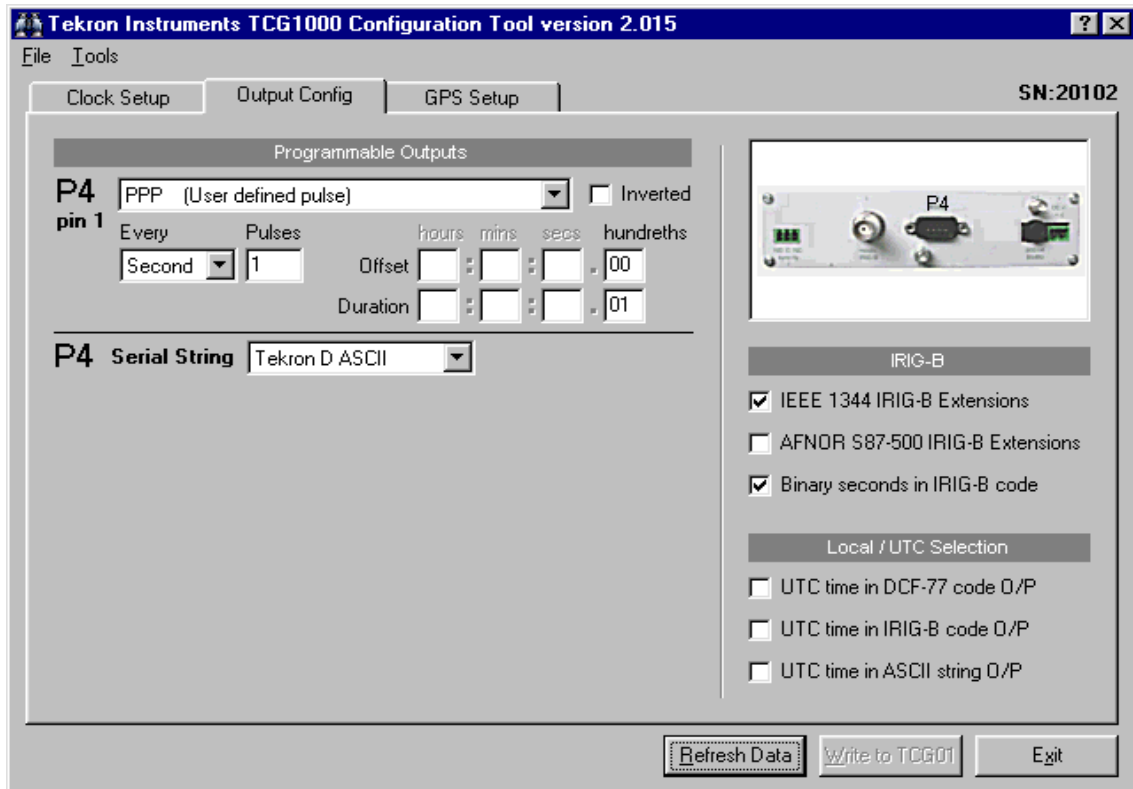 Tekron Instruments TCG1000 Configuration Tool version 2.015
File Tools
Clock Setup Output Config GPS Setup SN:20102
Programmable Outputs
P4 PPP (User defined pulse) Inverted
pin 1
Every Pulses hours mins secs hundreths
Second 1 Offset : : . 00
Duration : : . 01
P4 Serial String Tekron D ASCII
P4
IRIG-B
IEEE 1344 IRIG-B Extensions
AFNOR S87-500 IRIG-B Extensions
Binary seconds in IRIG-B code
Local / UTC Selection
UTC time in DCF-77 code O/P
UTC time in IRIG-B code O/P
UTC time in ASCII string O/P
Refresh Data Write to TCG01 Exit